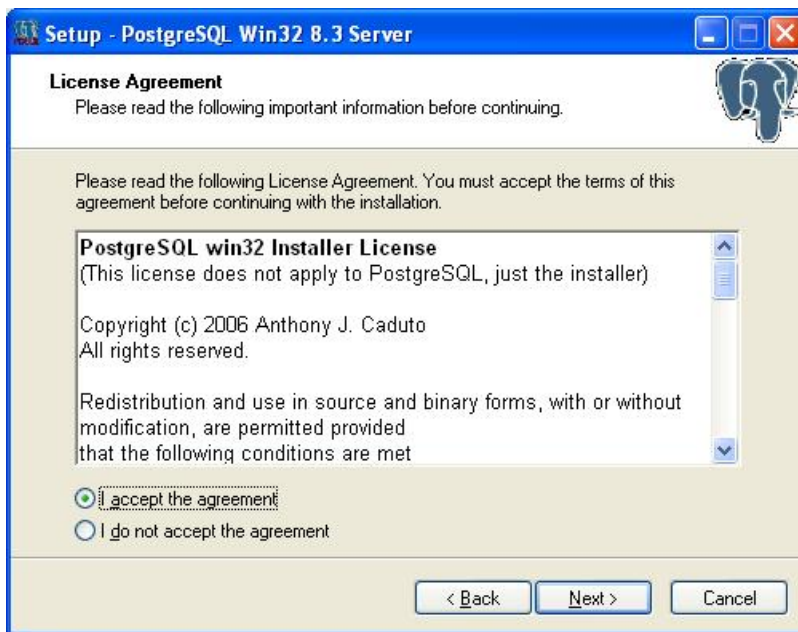 Setup - PostgreSQL Win32 8.3 Server
License Agreement
Please read the following important information before continuing.
Please read the following License Agreement. You must accept the terms of this
agreement before continuing with the installation.
PostgreSQL win32 Installer License
(This license does not apply to PostgreSQL, just the installer)
Copyright (c) 2006 Anthony J. Caduto
All rights reserved.
Redistribution and use in source and binary forms, with or without
modification, are permitted provided
that the following conditions are met
I accept the agreement
I do not accept the agreement
< Back Next > Cancel